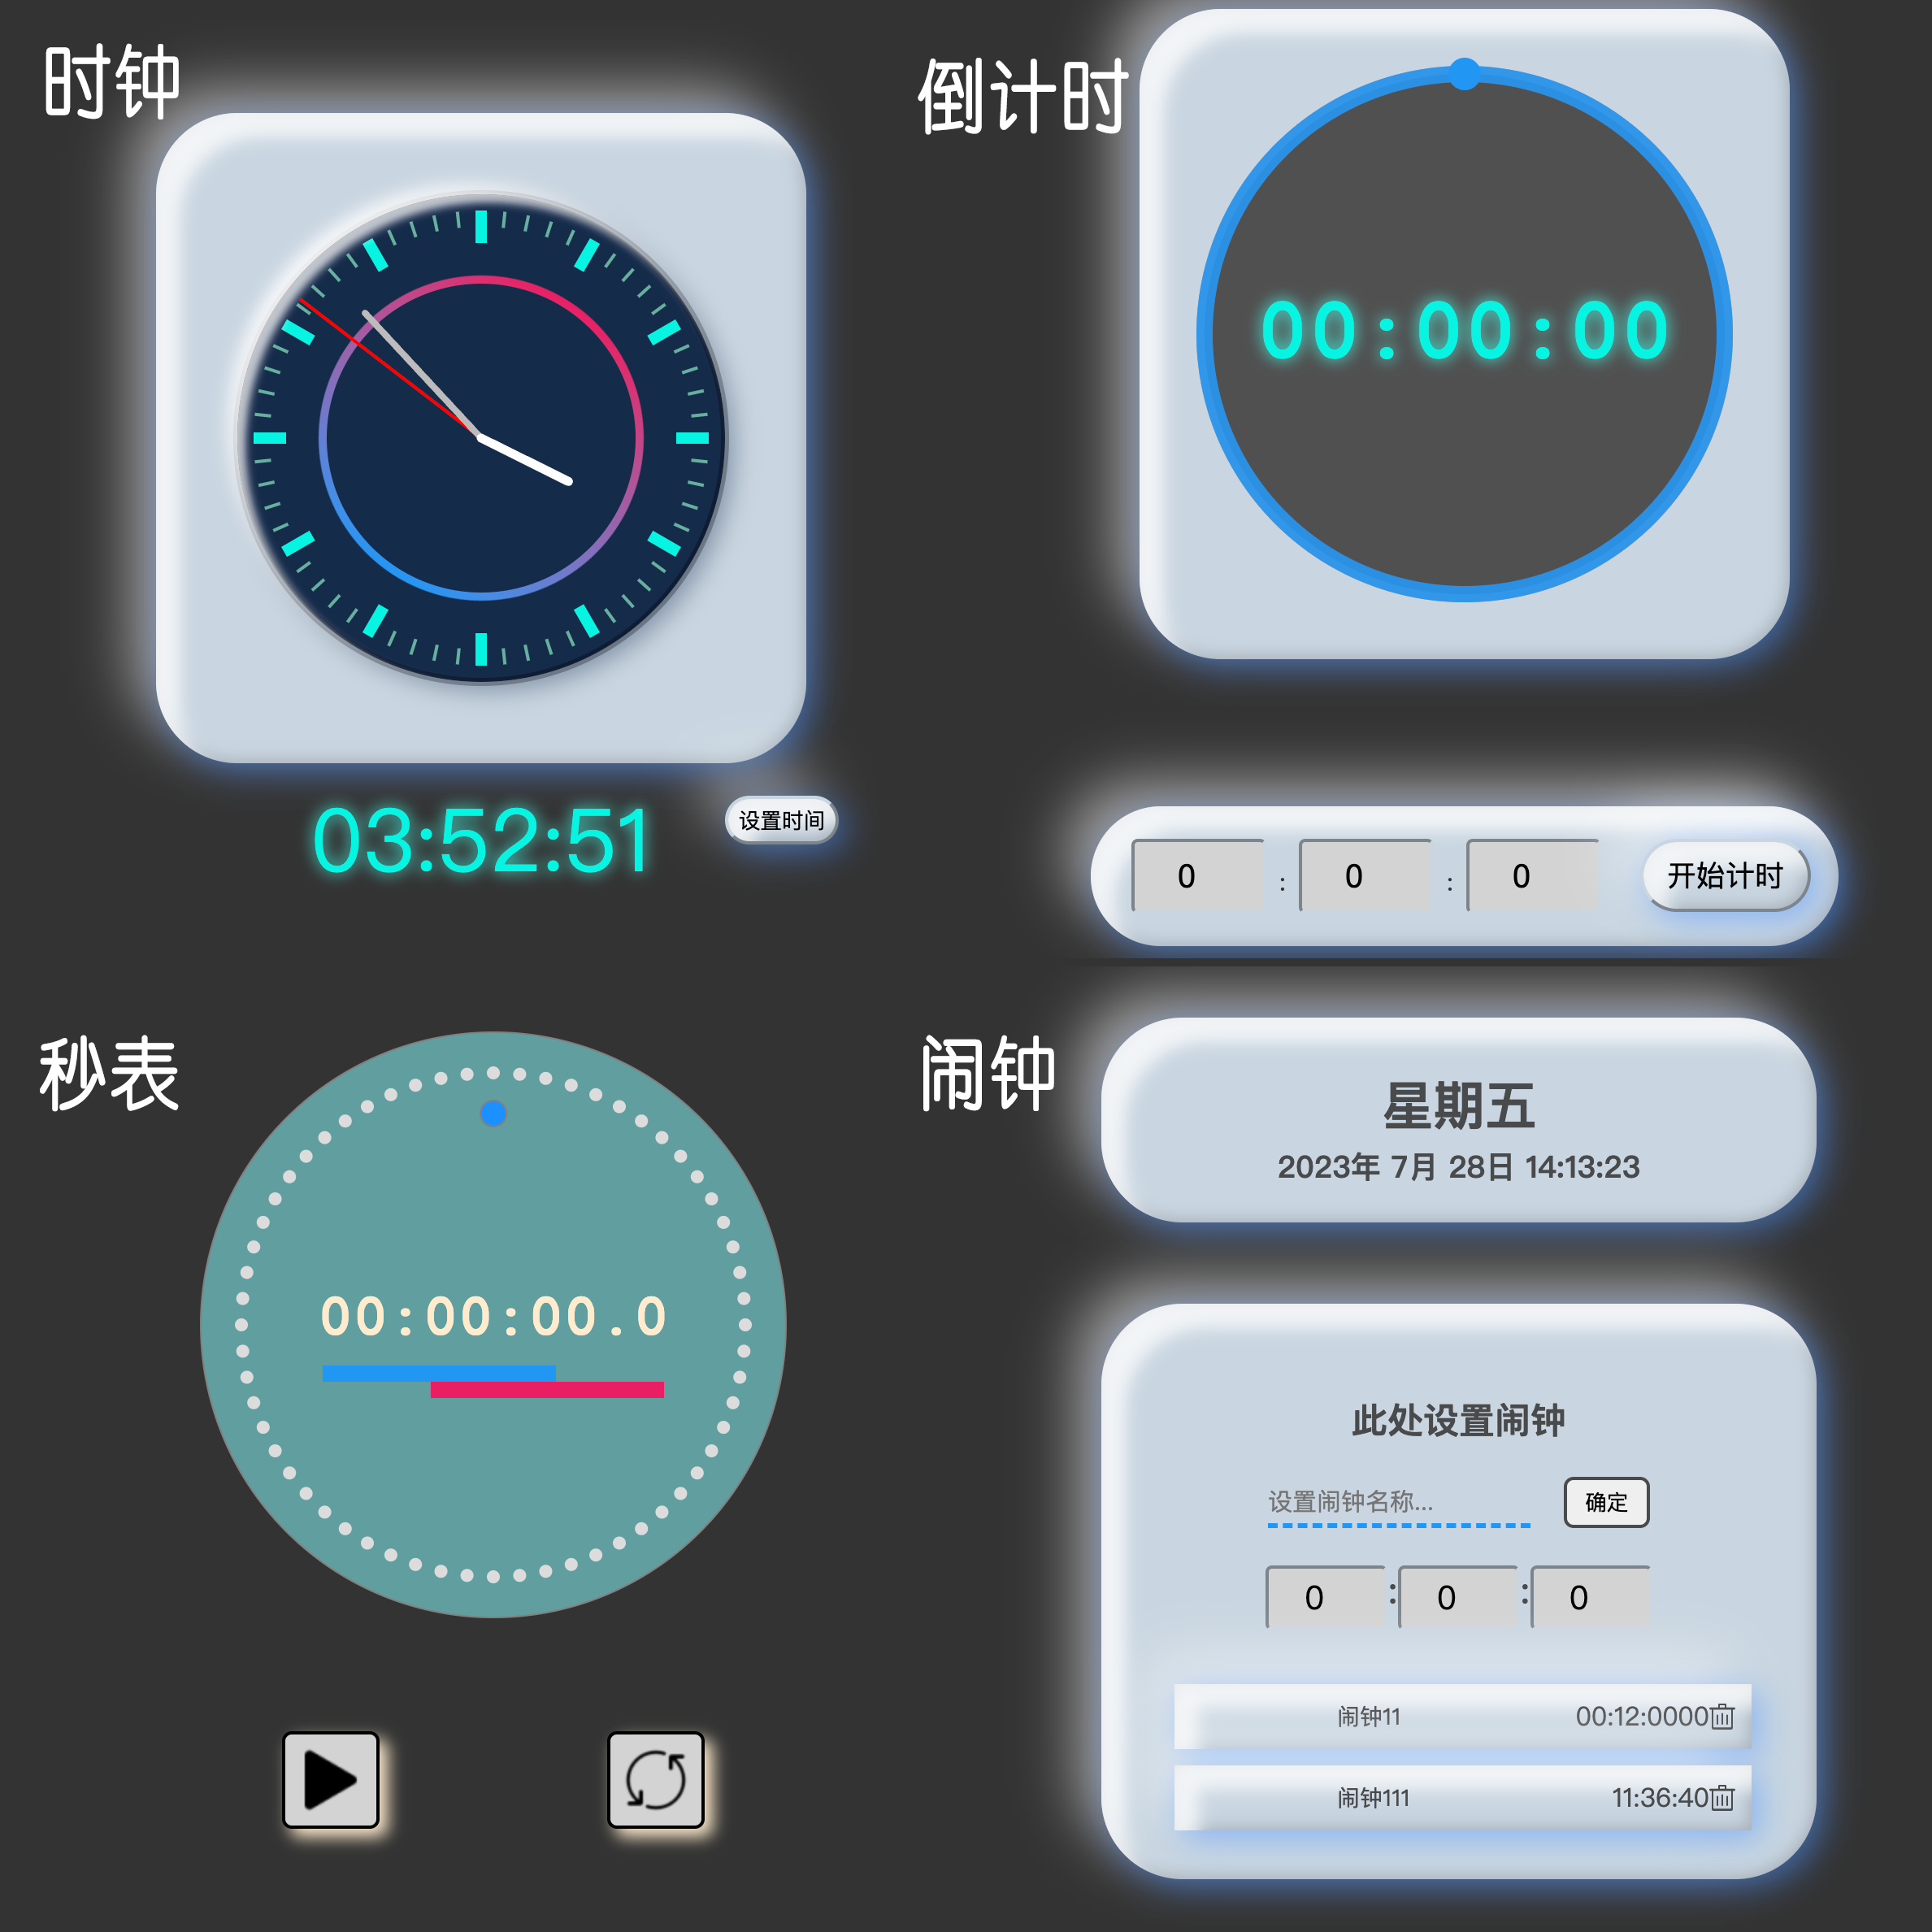 时钟
03:52:51
设置时间
倒计时
00:00:00
0 : 0 : 0 开始计时
秒表
00:00:00.0
闹钟
星期五
2023年 7月 28日 14:13:23
此处设置闹钟
设置闹钟名称... 确定
0 : 0 : 0
闹钟11 00:12:0000
闹钟111 11:36:40